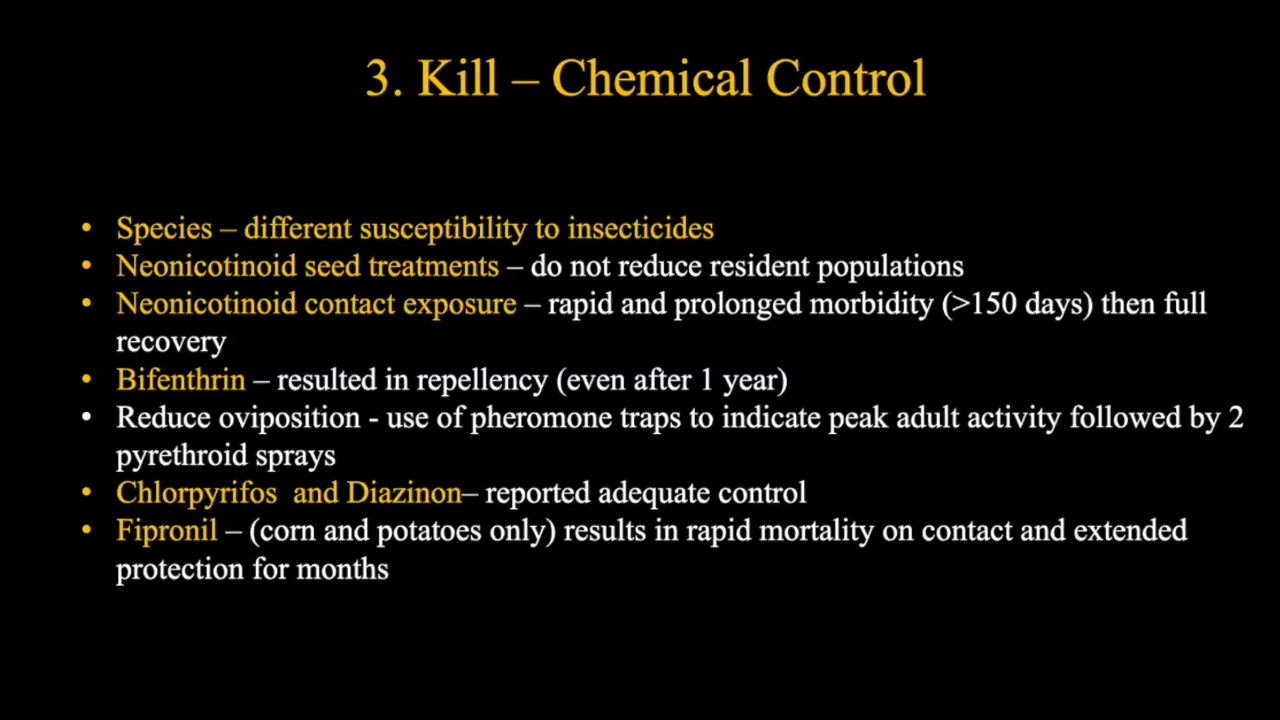 3. Kill – Chemical Control
• Species – different susceptibility to insecticides
• Neonicotinoid seed treatments – do not reduce resident populations
• Neonicotinoid contact exposure – rapid and prolonged morbidity (>150 days) then full
recovery
• Bifenthrin – resulted in repellency (even after 1 year)
• Reduce oviposition - use of pheromone traps to indicate peak adult activity followed by 2
pyrethroid sprays
• Chlorpyrifos  and Diazinon– reported adequate control
• Fipronil – (corn and potatoes only) results in rapid mortality on contact and extended
protection for months